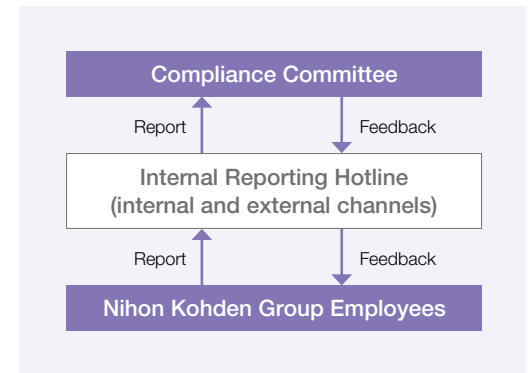 Compliance Committee
Report
Feedback
Internal Reporting Hotline
(internal and external channels)
Report
Feedback
Nihon Kohden Group Employees